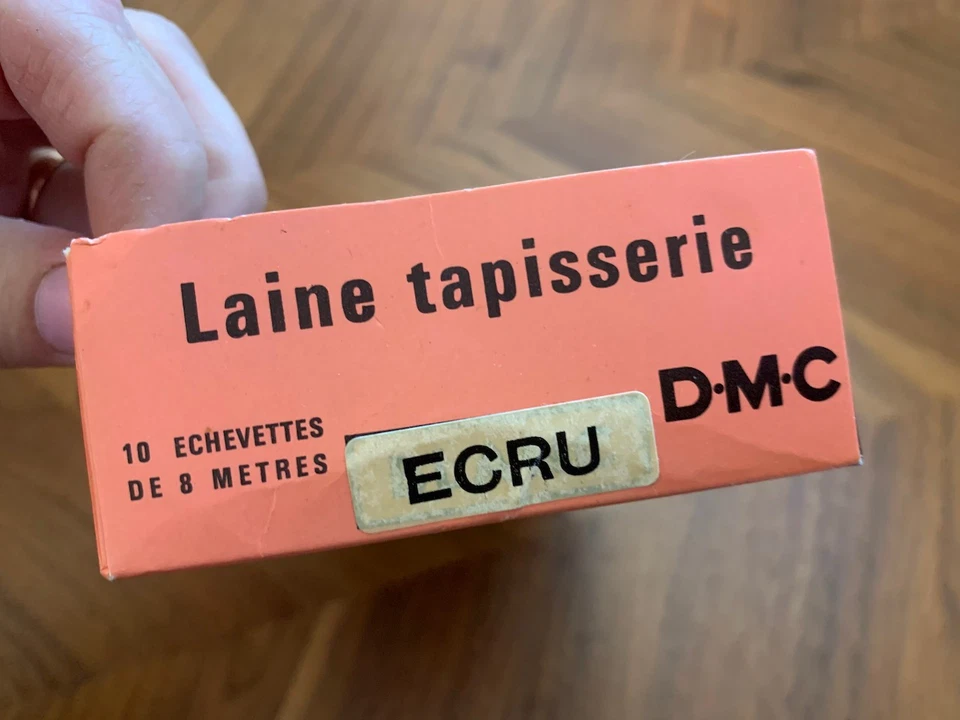 Laine tapisserie
D·M·C
10 ECHEVETTES
DE 8 METRES
ECRU